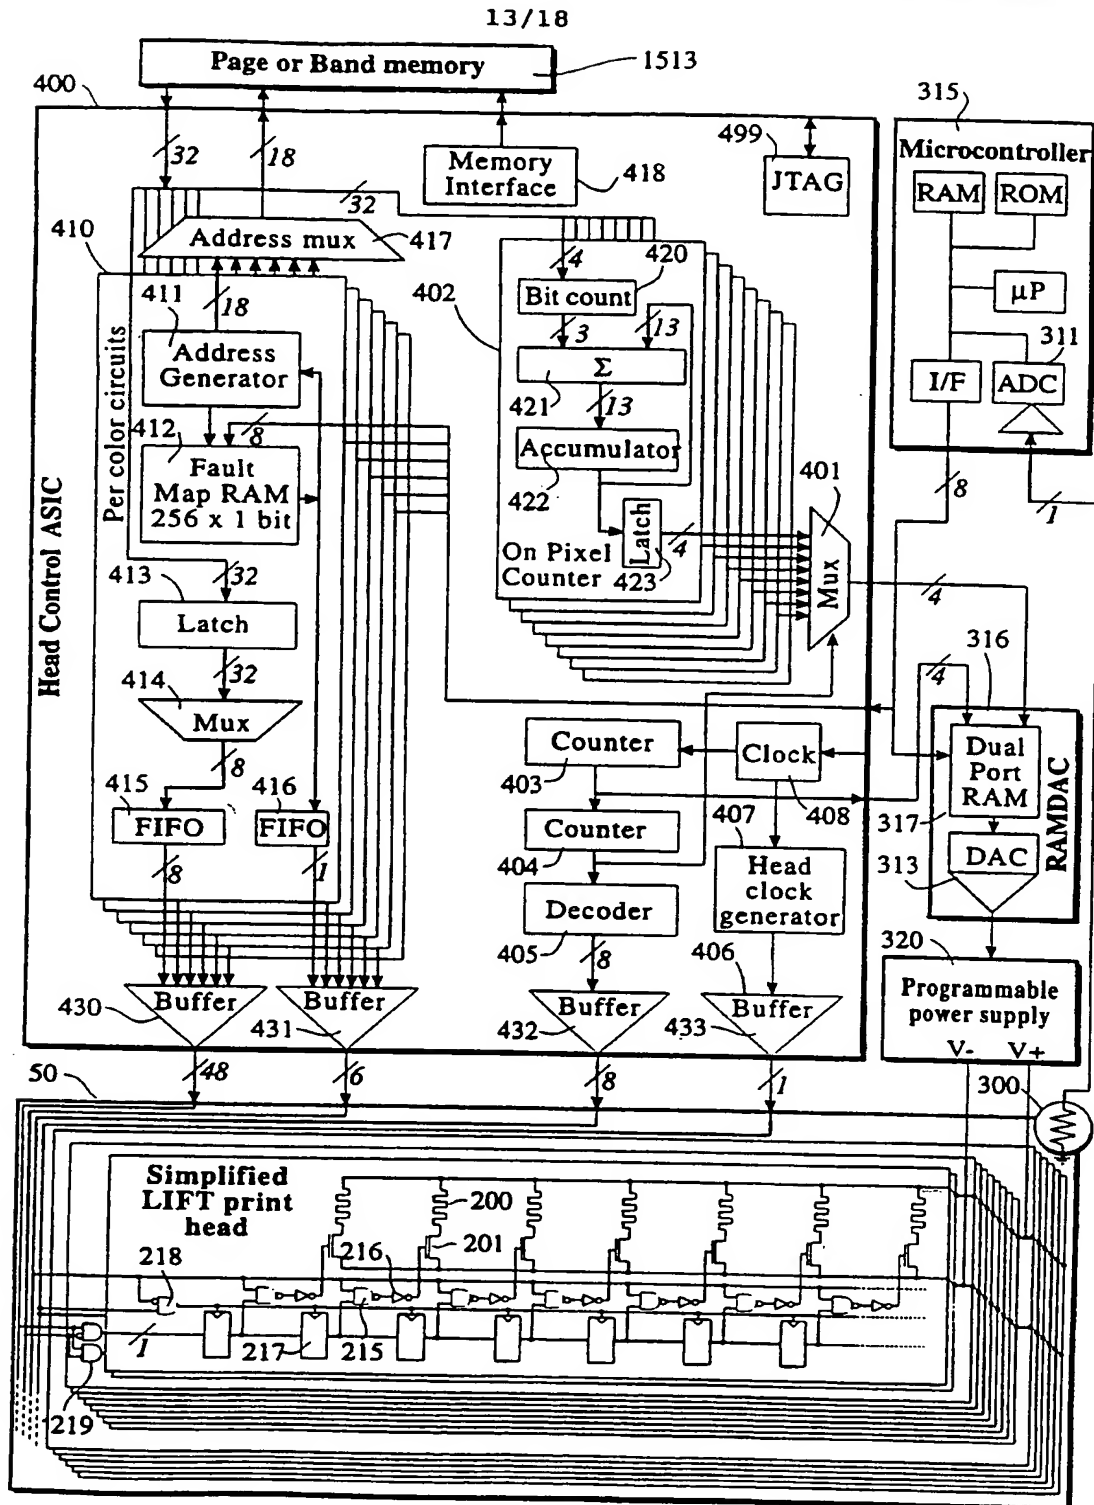 13/18
Page or Band memory
1513
400
32
18
Memory
Interface
418
499
JTAG
315
Microcontroller
RAM
ROM
µP
I/F
311
ADC
8
1
32
Address mux
417
410
411
18
Address
Generator
412
8
Fault
Map RAM
256 x 1 bit
Per color circuits
Head Control ASIC
413
32
Latch
32
414
Mux
8
415
FIFO
416
FIFO
8
1
402
4
420
Bit count
3
13
Σ
421
13
Accumulator
422
Latch
4
423
On Pixel
Counter
401
Mux
4
4
316
Dual
Port
RAM
317
RAMDAC
DAC
313
Counter
403
Clock
408
Counter
404
407
Head
clock
generator
Decoder
405
8
406
320
Programmable
power supply
V-
V+
Buffer
430
Buffer
431
Buffer
432
Buffer
433
48
6
8
1
50
300
Simplified
LIFT print
head
200
201
216
218
217
215
1
219